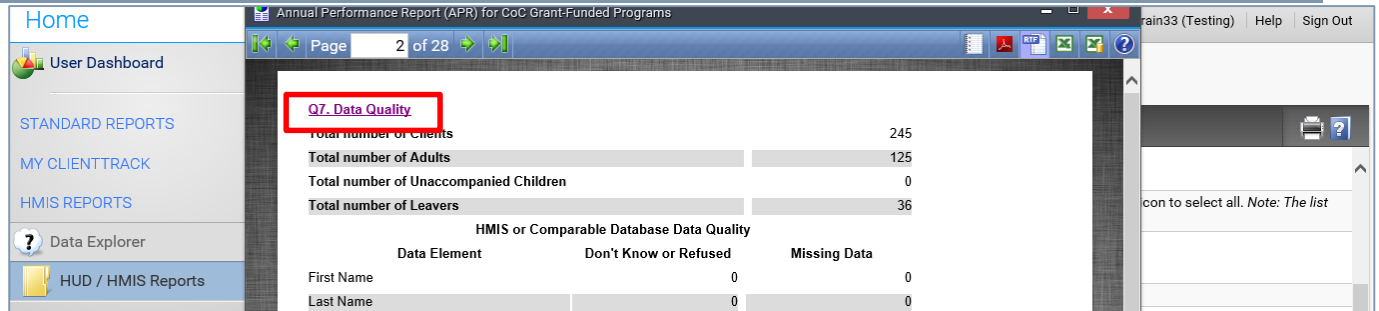 Home
User Dashboard
STANDARD REPORTS
MY CLIENTTRACK
HMIS REPORTS
? Data Explorer
HUD / HMIS Reports
Annual Performance Report (APR) for CoC Grant-Funded Programs
Page 2 of 28
RTF
?
Q7. Data Quality
Total number of Clients 245
Total number of Adults 125
Total number of Unaccompanied Children 0
Total number of Leavers 36
HMIS or Comparable Database Data Quality
Data Element Don't Know or Refused Missing Data
First Name 0 0
Last Name 0 0
rain33 (Testing) Help Sign Out
?
con to select all. Note: The list